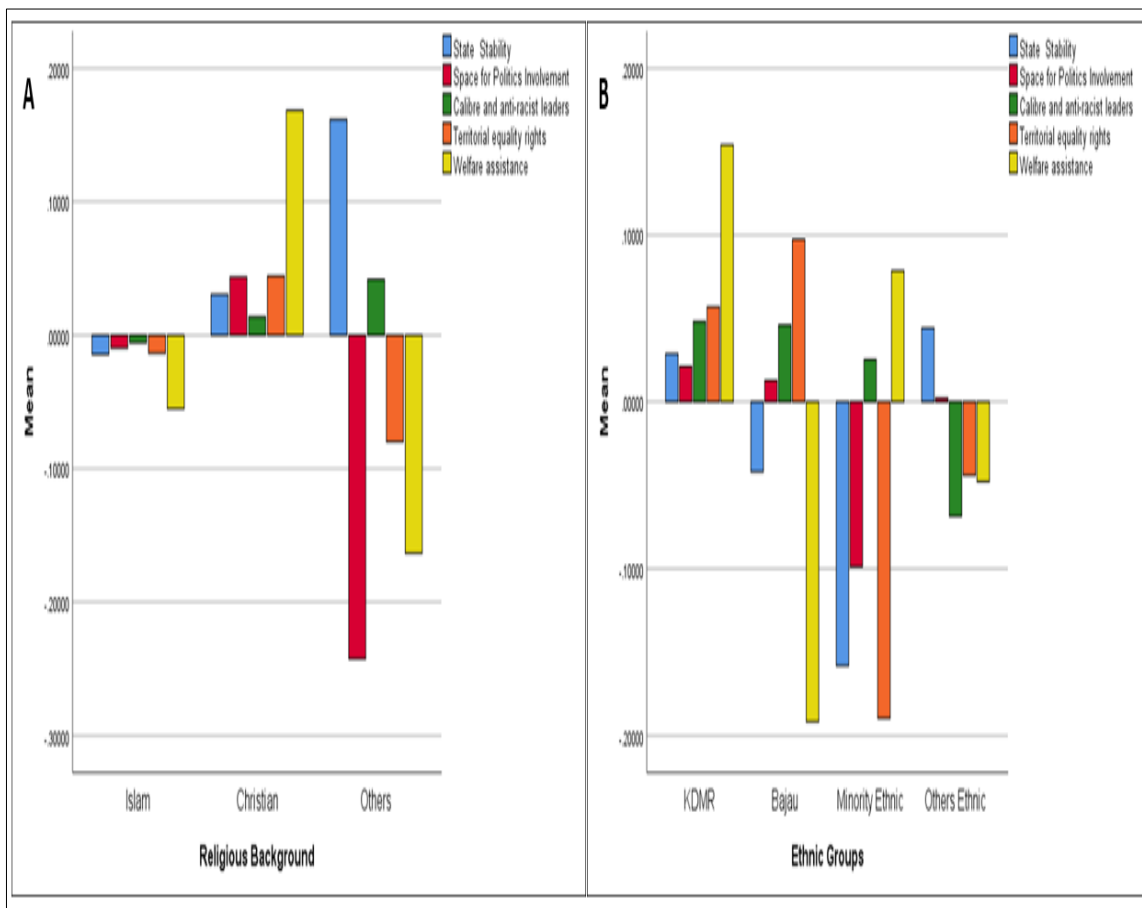 A
State Stability
Space for Politics Involvement
Calibre and anti-racist leaders
Territorial equality rights
Welfare assistance
.20000
.10000
.00000
-.10000
-.20000
-.30000
Mean
Islam
Christian
Others
Religious Background
B
State Stability
Space for Politics Involvement
Calibre and anti-racist leaders
Territorial equality rights
Welfare assistance
.20000
.10000
.00000
-.10000
-.20000
Mean
KDMR
Bajau
Minority Ethnic
Others Ethnic
Ethnic Groups